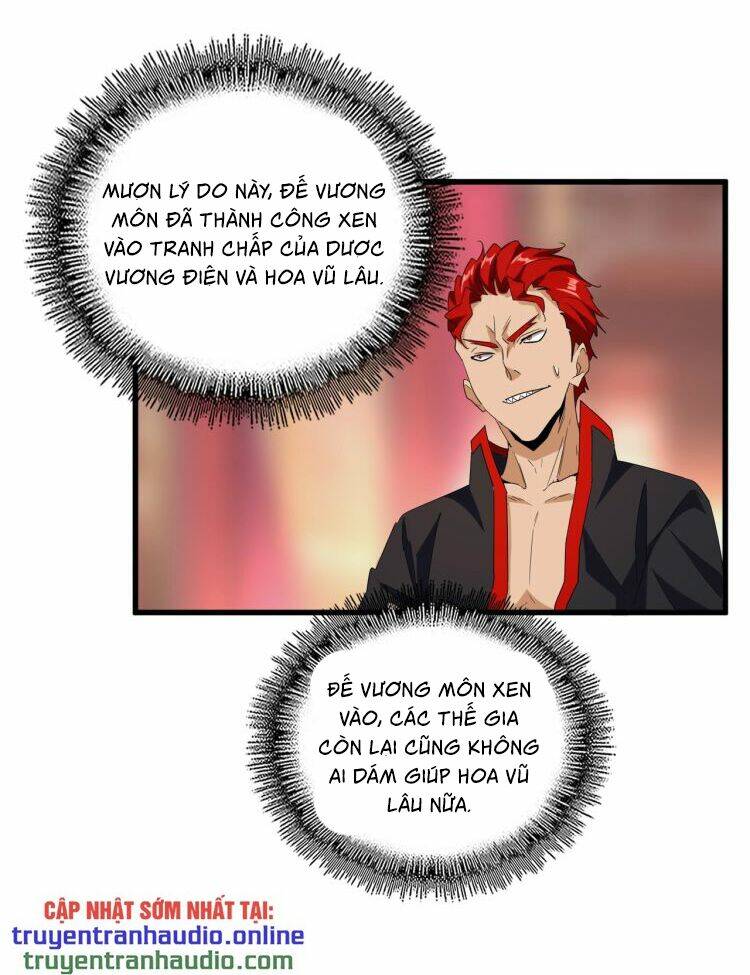 MƯỢN LÝ DO NÀY, ĐẾ VƯƠNG
MÔN ĐÃ THÀNH CÔNG XEN
VÀO TRANH CHẤP CỦA DƯỢC
VƯƠNG ĐIỆN VÀ HOA VŨ LÂU.
ĐẾ VƯƠNG MÔN XEN
VÀO, CÁC THẾ GIA
CÒN LẠI CŨNG KHÔNG
AI DÁM GIÚP HOA VŨ
LÂU NỮA.
CẬP NHẬT SỚM NHẤT TẠI:
truyentranhaudio.online
truyentranhaudio.com